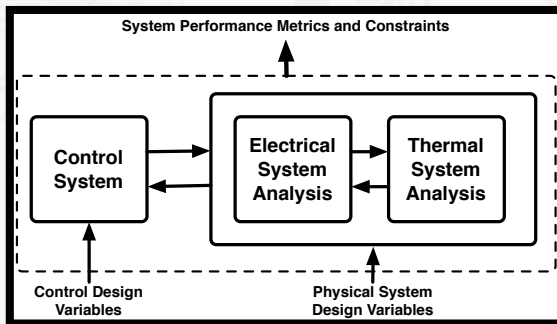 System Performance Metrics and Constraints
Control
System
Electrical
System
Analysis
Thermal
System
Analysis
Control Design
Variables
Physical System
Design Variables